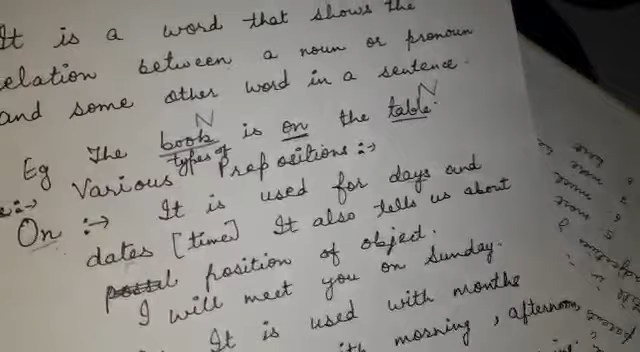 It is a word that shows the
elation between a noun or pronoun
and some other word in a sentence.
N N
Eg The book is on the table.
Various types of Prepositions :→
On :→ It is used for days and
dates [time] It also tells us about
position of object.
I will meet you on Sunday.
It is used with months
morning, afternoon